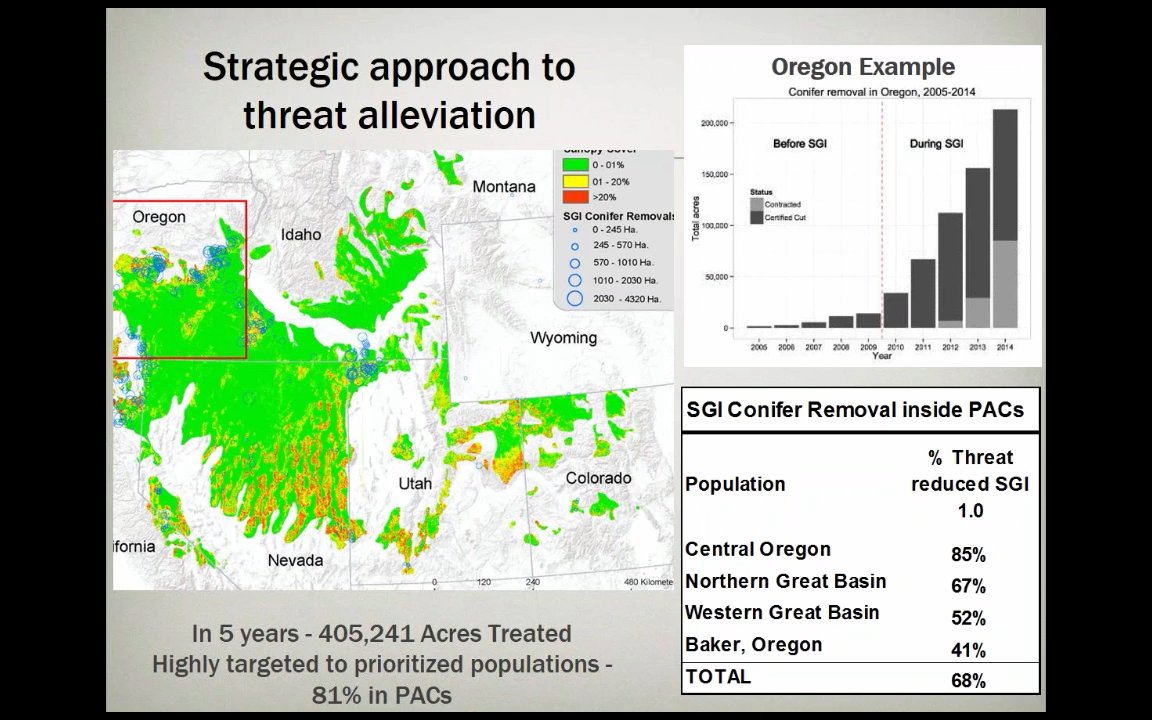 Strategic approach to
threat alleviation
Canopy Cover
0 - 01%
01 - 20%
>20%
SGI Conifer Removals
0 - 245 Ha.
245 - 570 Ha.
570 - 1010 Ha.
1010 - 2030 Ha.
2030 - 4320 Ha.
Montana
Oregon
Idaho
Wyoming
Utah
Colorado
ifornia
Nevada
0 120 240 480 Kilomete
In 5 years - 405,241 Acres Treated
Highly targeted to prioritized populations -
81% in PACs
Oregon Example
Conifer removal in Oregon, 2005-2014
Before SGI During SGI
Status
Contracted
Certified Cut
Total acres
200,000
150,000
100,000
50,000
0
2005 2006 2007 2008 2009 2010 2011 2012 2013 2014
Year
SGI Conifer Removal inside PACs
Population % Threat
reduced SGI
1.0
Central Oregon 85%
Northern Great Basin 67%
Western Great Basin 52%
Baker, Oregon 41%
TOTAL 68%